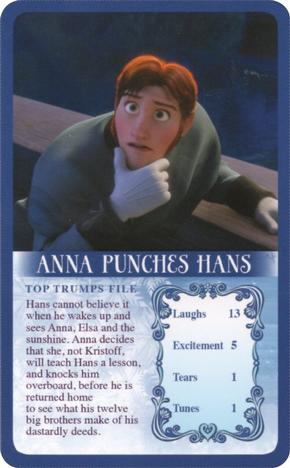 ANNA PUNCHES HANS
TOP TRUMPS FILE
Hans cannot believe it
when he wakes up and
sees Anna, Elsa and the
sunshine. Anna decides
that she, not Kristoff,
will teach Hans a lesson,
and knocks him
overboard, before he is
returned home
to see what his twelve
big brothers make of his
dastardly deeds.
Laughs 13
Excitement 5
Tears 1
Tunes 1